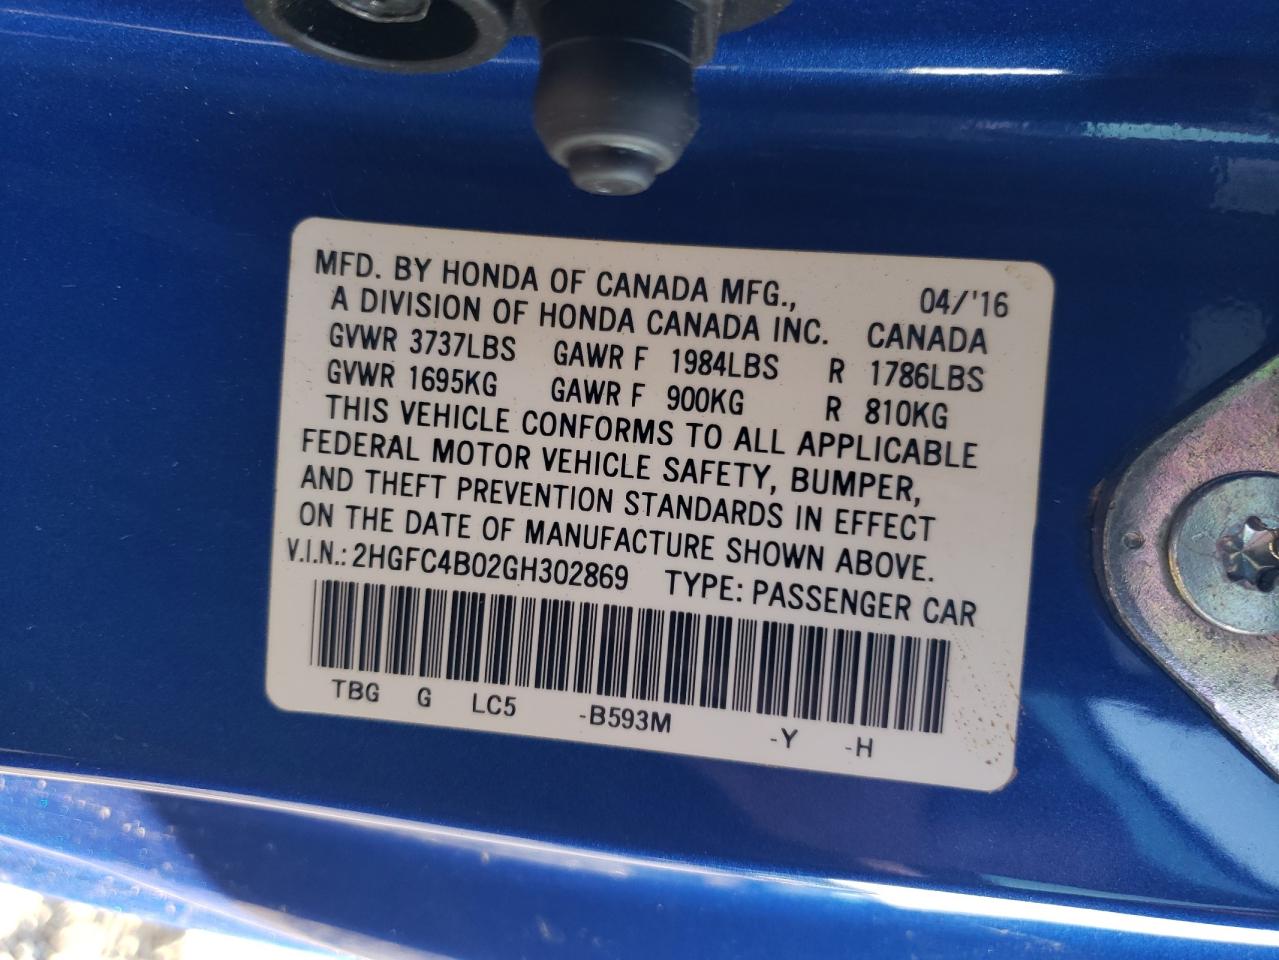 MFD. BY HONDA OF CANADA MFG., 04/'16
A DIVISION OF HONDA CANADA INC. CANADA
GVWR 3737LBS GAWR F 1984LBS R 1786LBS
GVWR 1695KG GAWR F 900KG R 810KG
THIS VEHICLE CONFORMS TO ALL APPLICABLE
FEDERAL MOTOR VEHICLE SAFETY, BUMPER,
AND THEFT PREVENTION STANDARDS IN EFFECT
ON THE DATE OF MANUFACTURE SHOWN ABOVE.
V.I.N.: 2HGFC4B02GH302869 TYPE: PASSENGER CAR
TBG G LC5 -B593M -Y -H